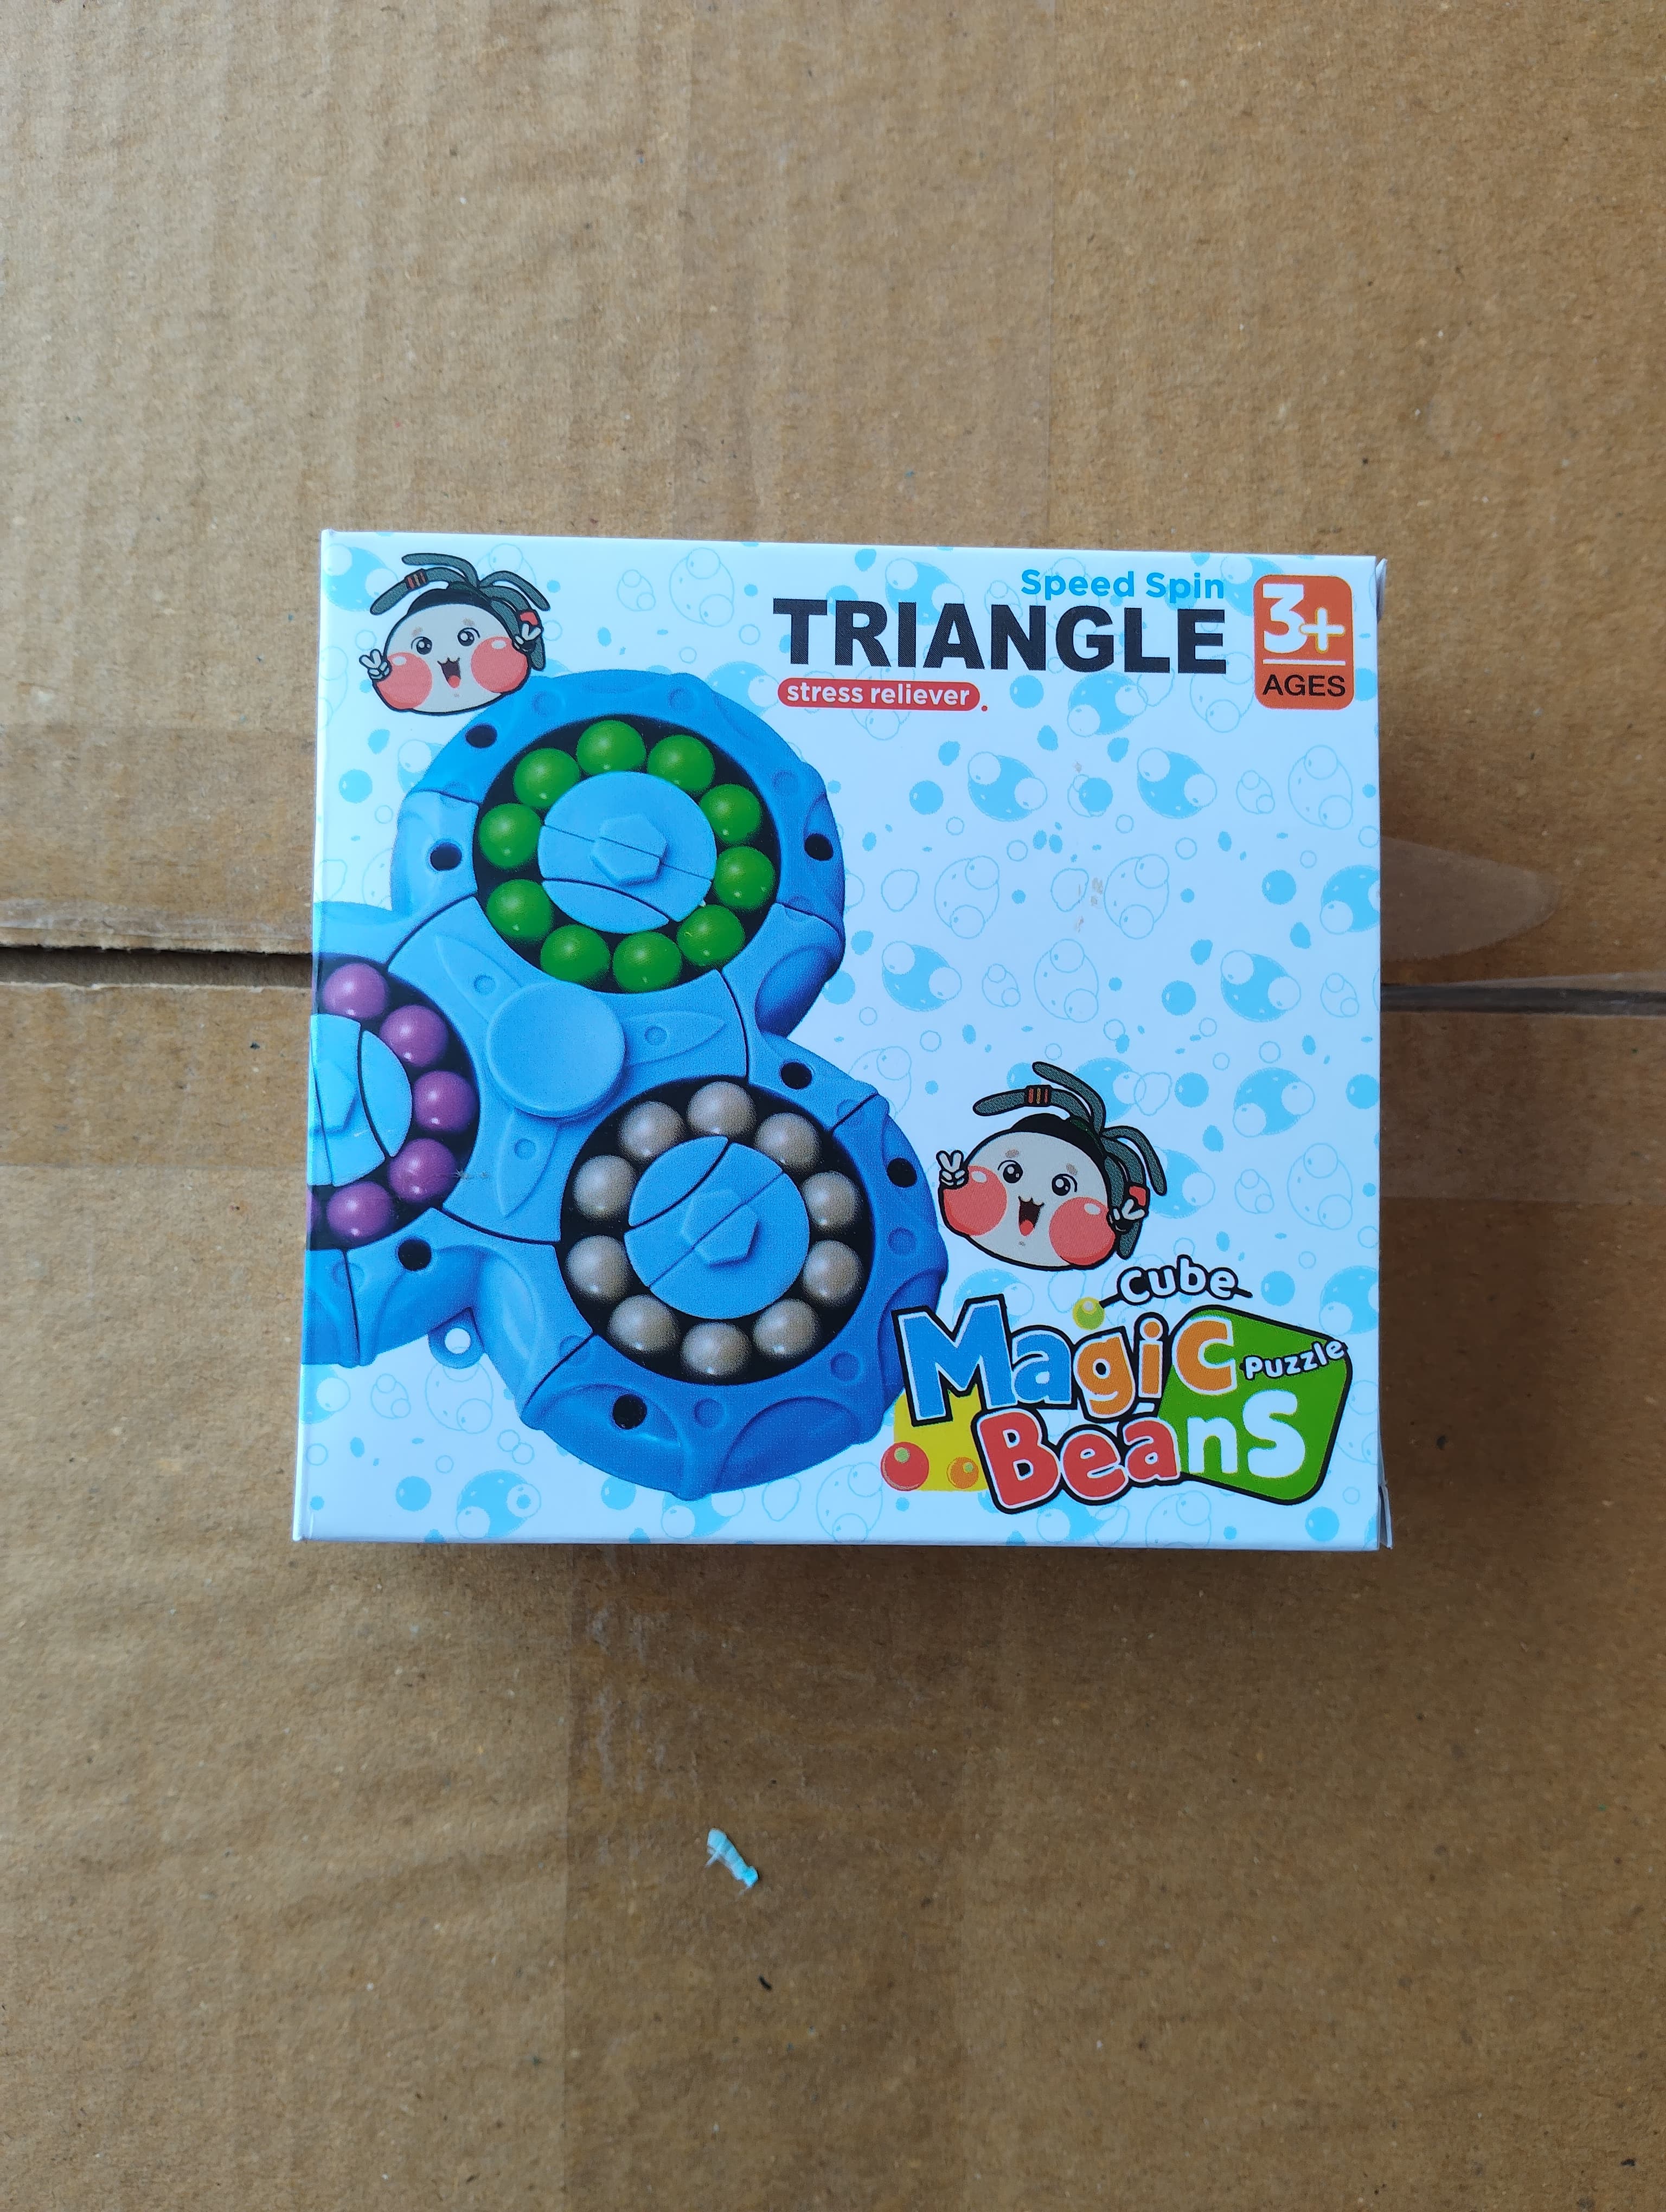 Speed Spin
TRIANGLE
stress reliever.
3+
AGES
Cube
Magic
Puzzle
Beans